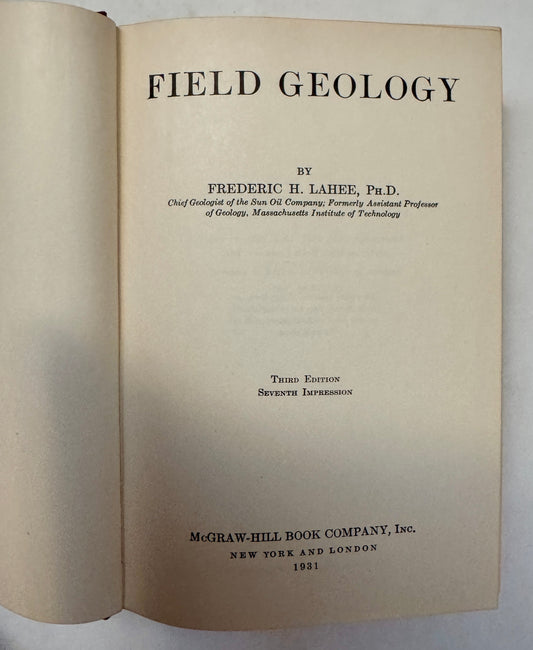 FIELD GEOLOGY
BY
FREDERIC H. LAHEE, PH.D.
Chief Geologist of the Sun Oil Company; Formerly Assistant Professor
of Geology, Massachusetts Institute of Technology
THIRD EDITION
SEVENTH IMPRESSION
McGRAW-HILL BOOK COMPANY, INC.
NEW YORK AND LONDON
1931